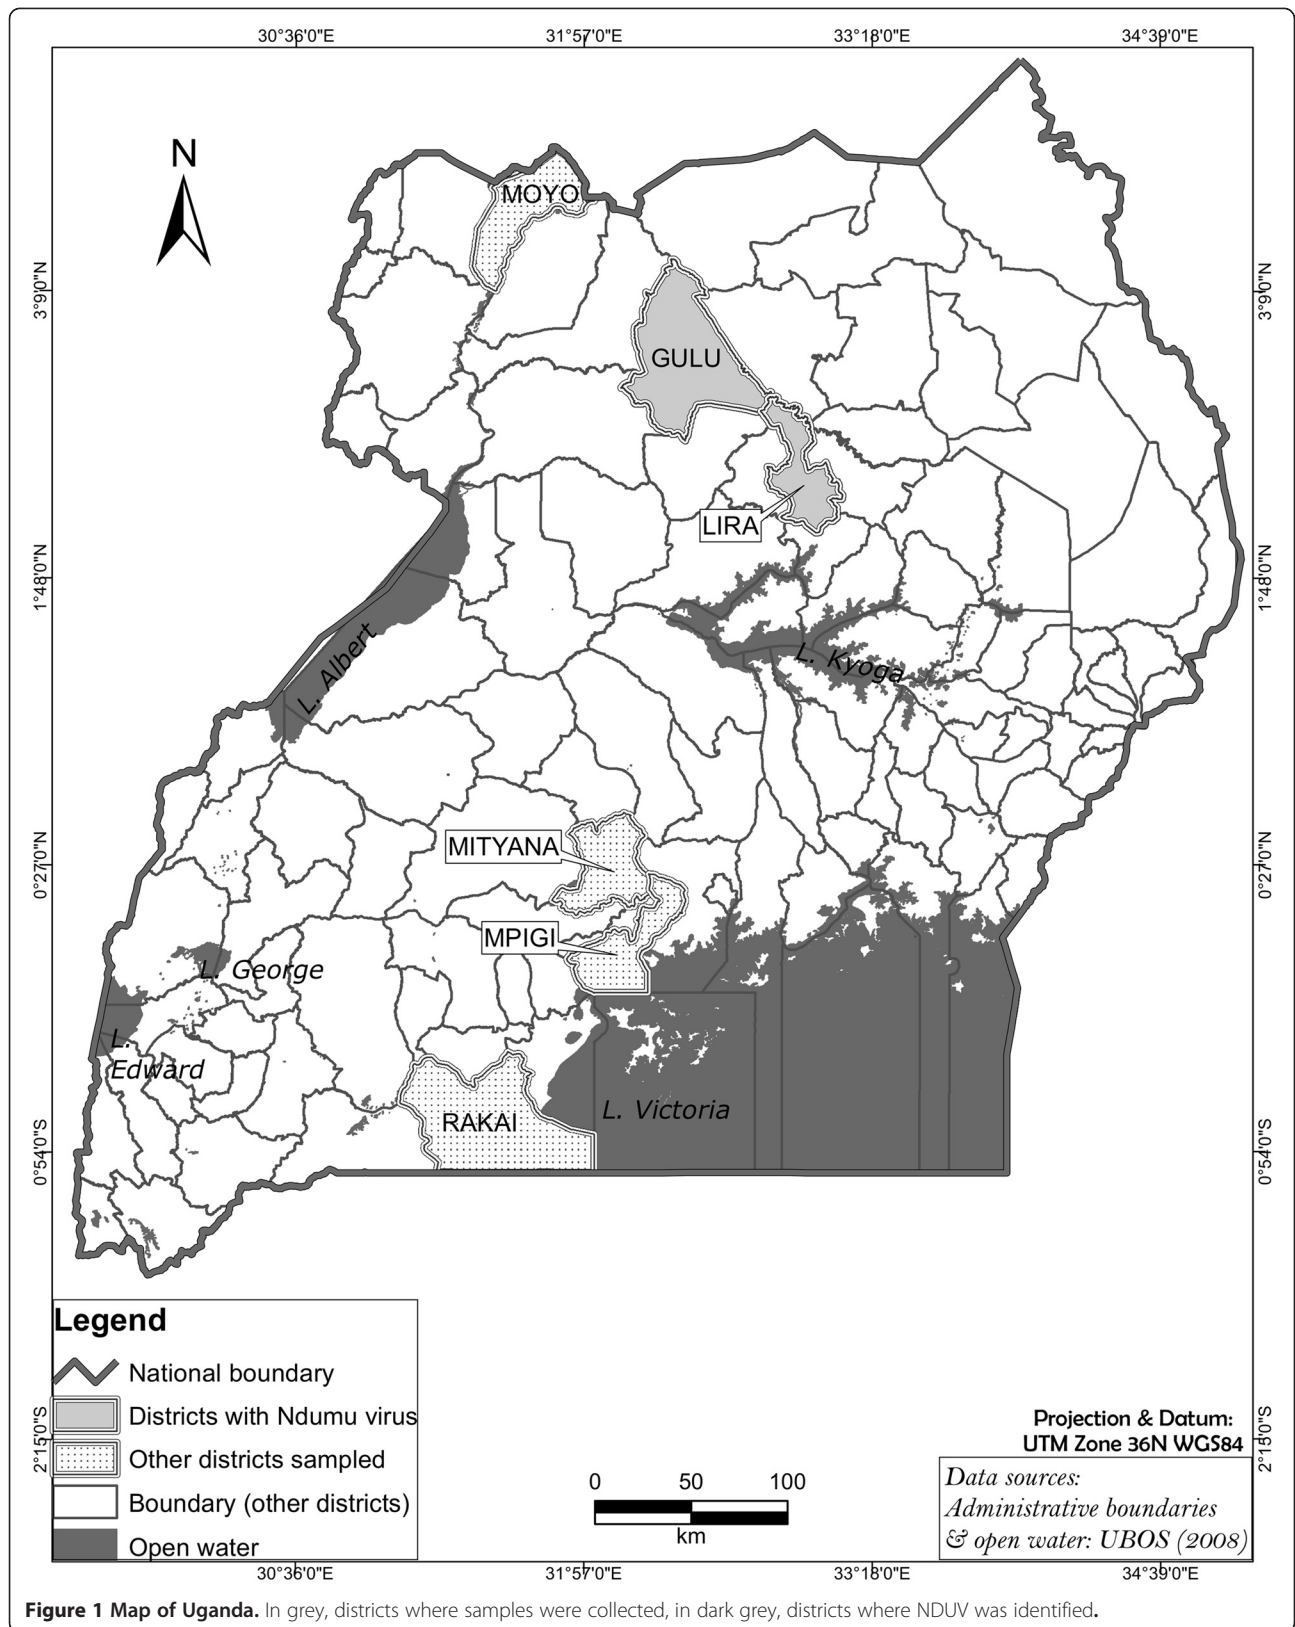 30°36'0"E
31°57'0"E
33°18'0"E
34°39'0"E
N
MOYO
3°9'0"N
3°9'0"N
GULU
LIRA
1°48'0"N
1°48'0"N
L. Albert
L. Kyoga
MITYANA
0°27'0"N
0°27'0"N
MPIGI
L. George
L.
Edward
L. Victoria
RAKAI
0°54'0"S
0°54'0"S
Legend
National boundary
Districts with Ndumu virus
Other districts sampled
Boundary (other districts)
Open water
2°15'0"S
2°15'0"S
0 50 100
km
Projection & Datum:
UTM Zone 36N WGS84
Data sources:
Administrative boundaries
& open water: UBOS (2008)
30°36'0"E
31°57'0"E
33°18'0"E
34°39'0"E
Figure 1 Map of Uganda. In grey, districts where samples were collected, in dark grey, districts where NDUV was identified.